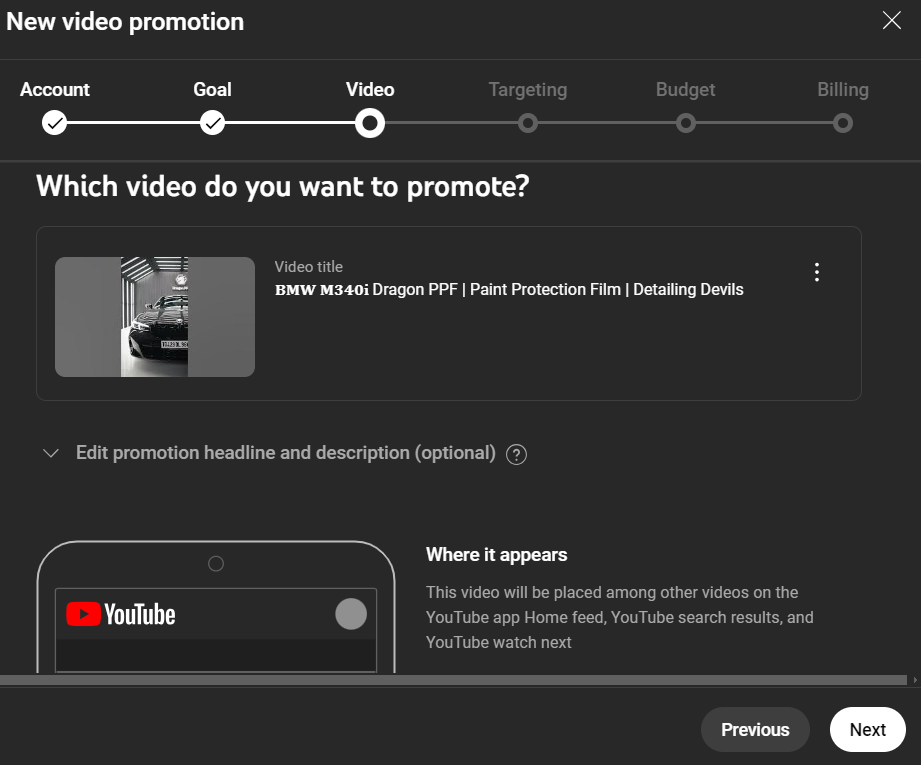 New video promotion
Account Goal Video Targeting Budget Billing
Which video do you want to promote?
Video title
𝐁𝐌𝐖 𝐌𝟑𝟒𝟎𝐢 Dragon PPF | Paint Protection Film | Detailing Devils
Edit promotion headline and description (optional) ?
YouTube
Where it appears
This video will be placed among other videos on the
YouTube app Home feed, YouTube search results, and
YouTube watch next
Previous Next